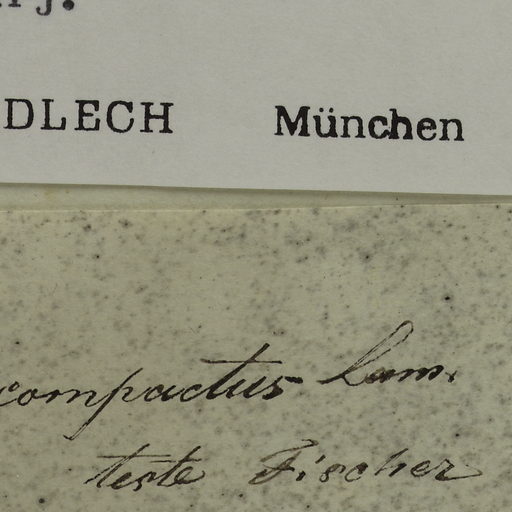 DLECH München
compactus Lam.
teste Fischer